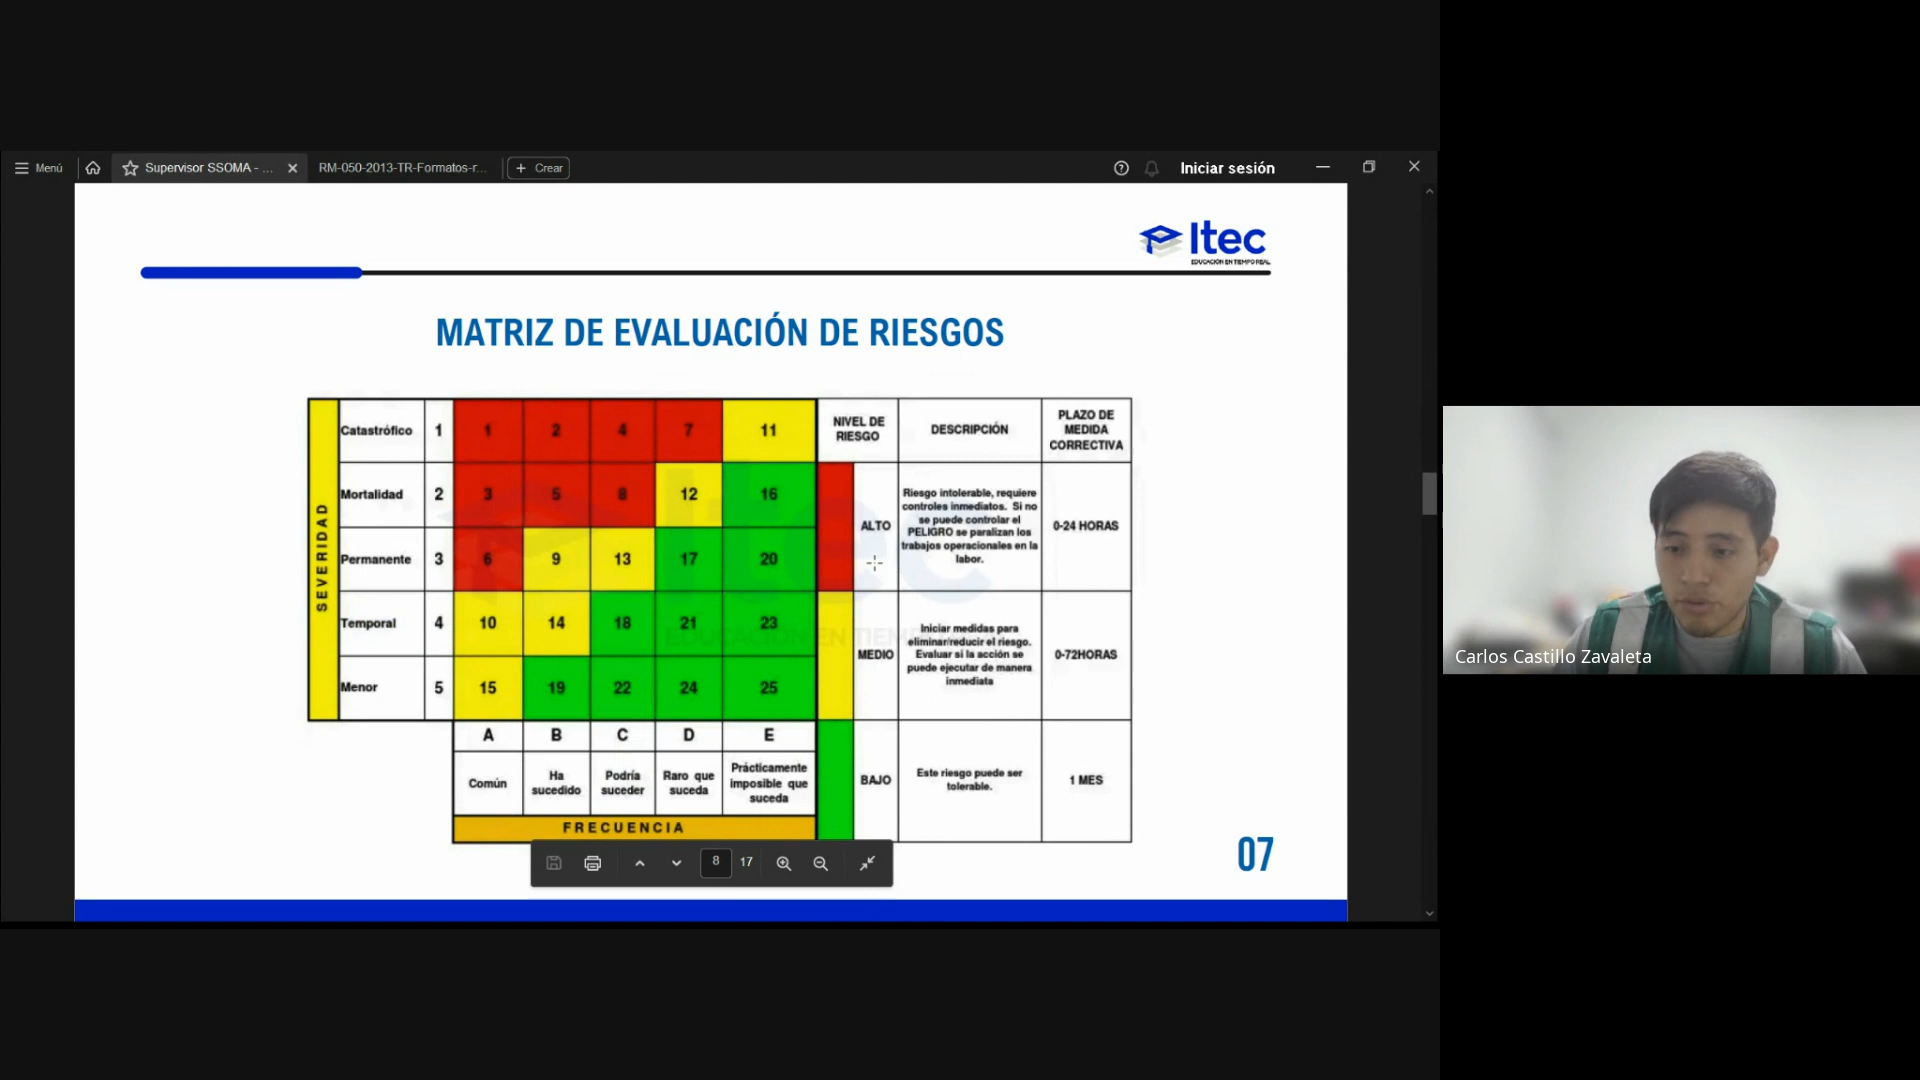 Menú
Supervisor SSOMA - ...
RM-050-2013-TR-Formatos-r...
Crear
Iniciar sesión
Itec
EDUCACIÓN EN TIEMPO REAL
MATRIZ DE EVALUACIÓN DE RIESGOS
SEVERIDAD
Catastrófico 1 1 2 4 7 11
Mortalidad 2 3 5 8 12 16
Permanente 3 6 9 13 17 20
Temporal 4 10 14 18 21 23
Menor 5 15 19 22 24 25
A B C D E
Común
Ha
sucedido
Podría
suceder
Raro que
suceda
Prácticamente
imposible que
suceda
FRECUENCIA
NIVEL DE
RIESGO
DESCRIPCIÓN
PLAZO DE
MEDIDA
CORRECTIVA
ALTO
Riesgo intolerable, requiere
controles inmediatos. Si no
se puede controlar el
PELIGRO se paralizan los
trabajos operacionales en la
labor.
0-24 HORAS
MEDIO
Iniciar medidas para
eliminar/reducir el riesgo.
Evaluar si la acción se
puede ejecutar de manera
inmediata
0-72HORAS
BAJO
Este riesgo puede ser
tolerable.
1 MES
8 17
07
Carlos Castillo Zavaleta